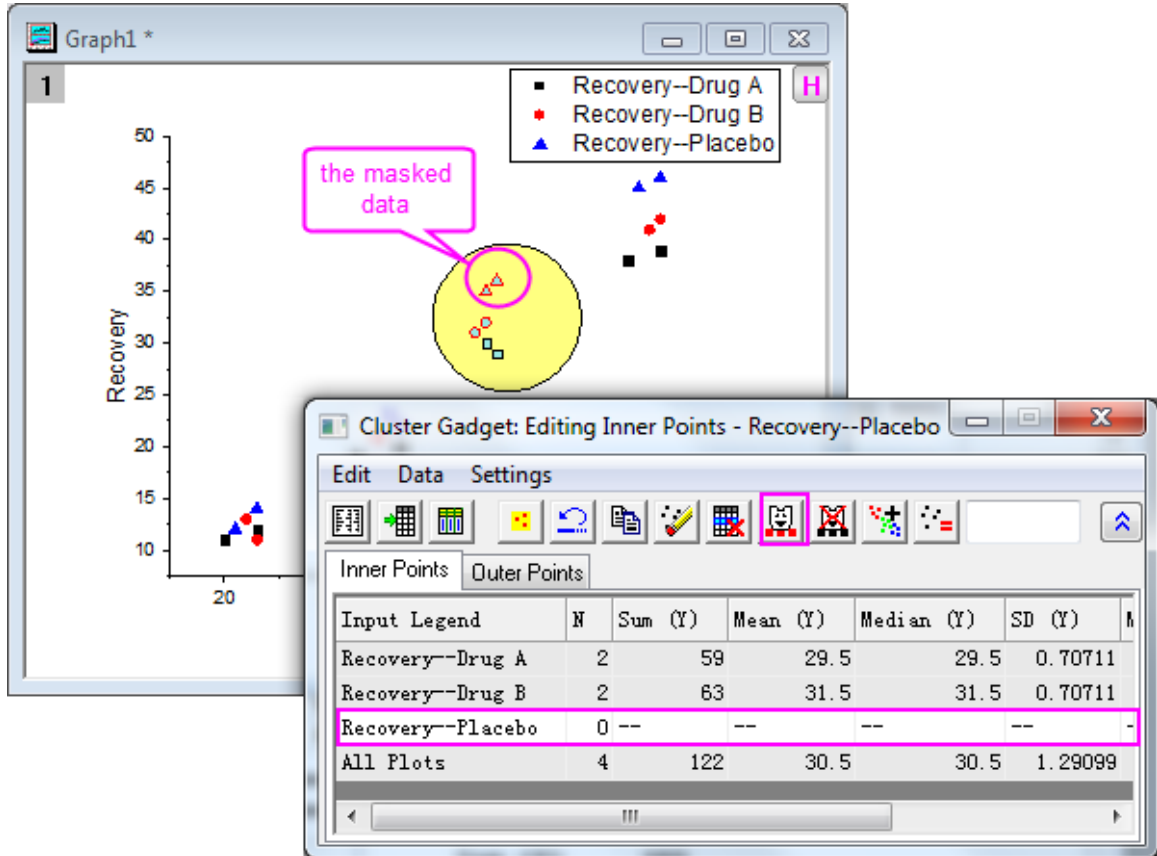 Graph1 *
1
Recovery--Drug A
H
Recovery--Drug B
Recovery--Placebo
the masked
data
50
45
40
35
30
25
20
15
10
Recovery
20
Cluster Gadget: Editing Inner Points - Recovery--Placebo
Edit Data Settings
Inner Points Outer Points
Input Legend N Sum (Y) Mean (Y) Median (Y) SD (Y)
Recovery--Drug A 2 59 29.5 29.5 0.70711
Recovery--Drug B 2 63 31.5 31.5 0.70711
Recovery--Placebo 0 -- -- -- --
All Plots 4 122 30.5 30.5 1.29099